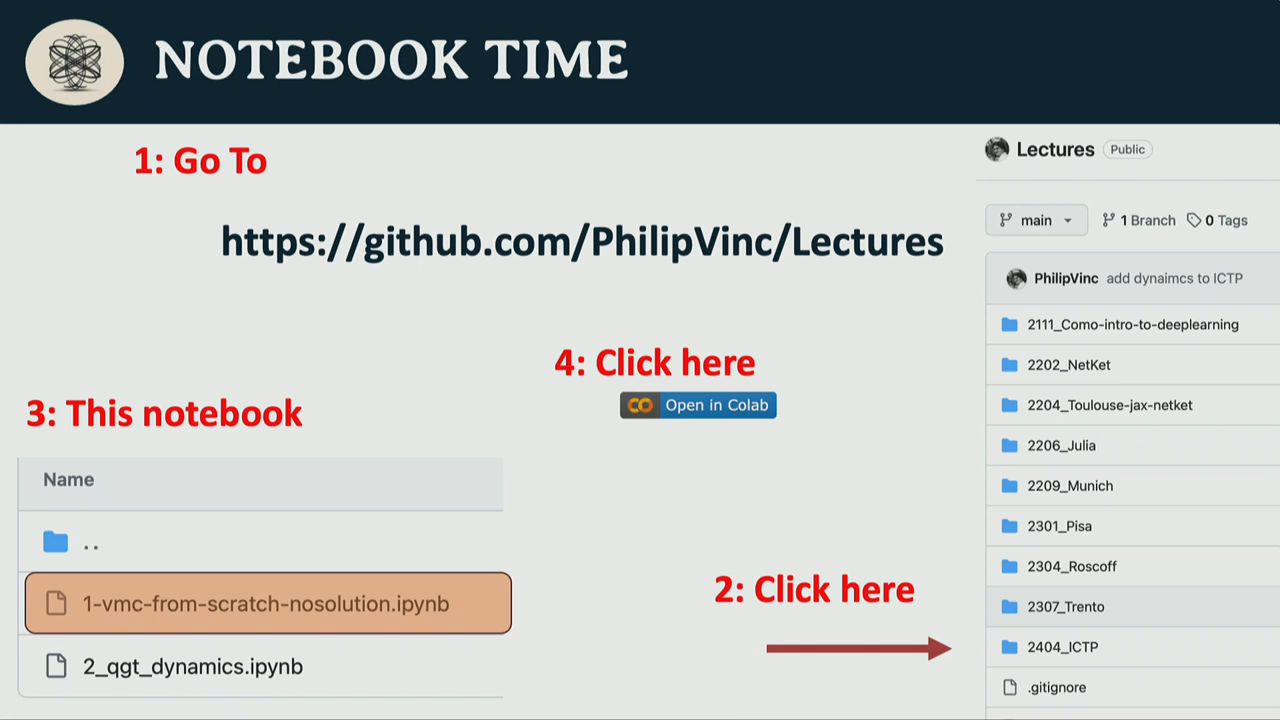 NOTEBOOK TIME
1: Go To
https://github.com/PhilipVinc/Lectures
4: Click here
Open in Colab
3: This notebook
Name
..
1-vmc-from-scratch-nosolution.ipynb
2_qgt_dynamics.ipynb
2: Click here
Lectures Public
main 1 Branch 0 Tags
PhilipVinc add dynaimcs to ICTP
2111_Como-intro-to-deeplearning
2202_NetKet
2204_Toulouse-jax-netket
2206_Julia
2209_Munich
2301_Pisa
2304_Roscoff
2307_Trento
2404_ICTP
.gitignore